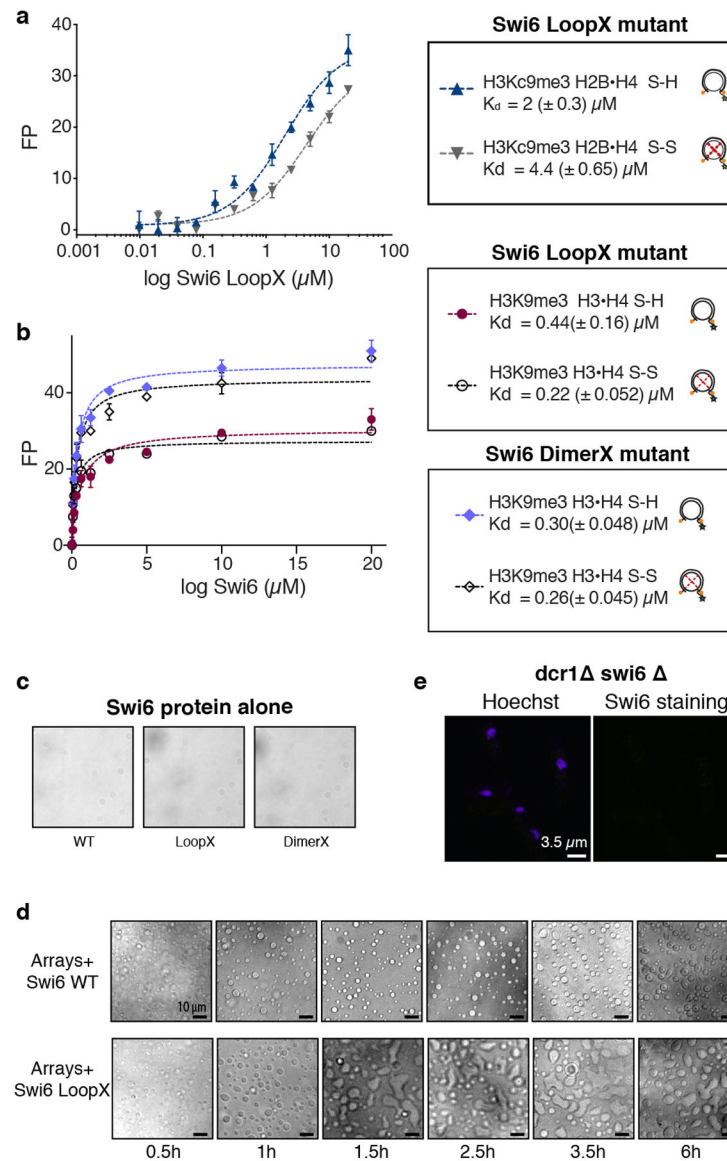 a
40
30
20
10
0
FP
0.001
0.01
0.1
1
10
100
log Swi6 LoopX (µM)
Swi6 LoopX mutant
H3Kc9me3 H2B•H4 S-H
Kd = 2 (± 0.3) µM
H3Kc9me3 H2B•H4 S-S
Kd = 4.4 (± 0.65) µM
b
40
20
0
FP
0
5
10
15
20
log Swi6 (µM)
Swi6 LoopX mutant
H3K9me3 H3•H4 S-H
Kd = 0.44(± 0.16) µM
H3K9me3 H3•H4 S-S
Kd = 0.22 (± 0.052) µM
Swi6 DimerX mutant
H3K9me3 H3•H4 S-H
Kd = 0.30(± 0.048) µM
H3K9me3 H3•H4 S-S
Kd = 0.26(± 0.045) µM
c
Swi6 protein alone
WT
LoopX
DimerX
e
dcr1Δ swi6 Δ
Hoechst
Swi6 staining
3.5 µm
d
Arrays+
Swi6 WT
10 µm
Arrays+
Swi6 LoopX
0.5h
1h
1.5h
2.5h
3.5h
6h